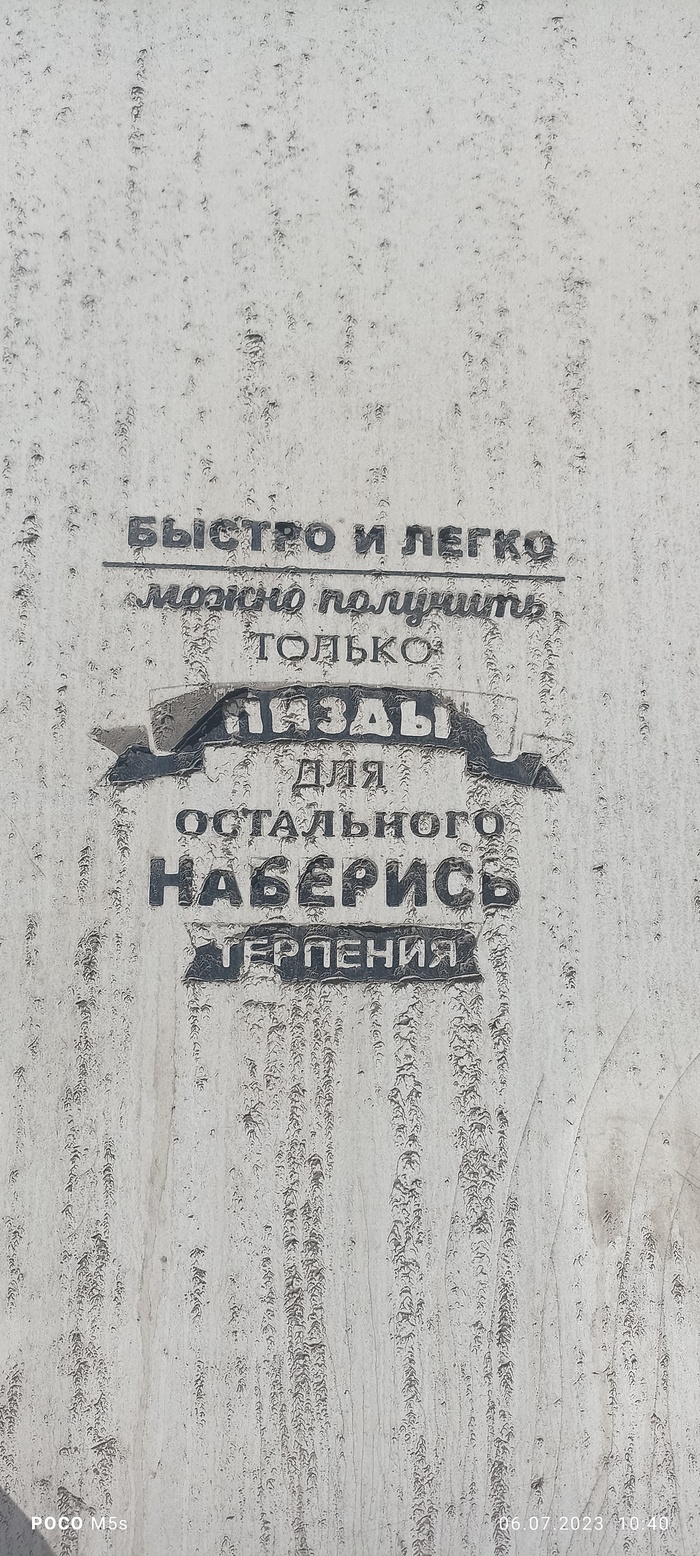 БЫСТРО И ЛЕГКО
можно получить
ТОЛЬКО
ПИЗДЫ
ДЛЯ
ОСТАЛЬНОГО
НАБЕРИСЬ
ТЕРПЕНИЯ
POCO M5s 06.07.2023 10:40